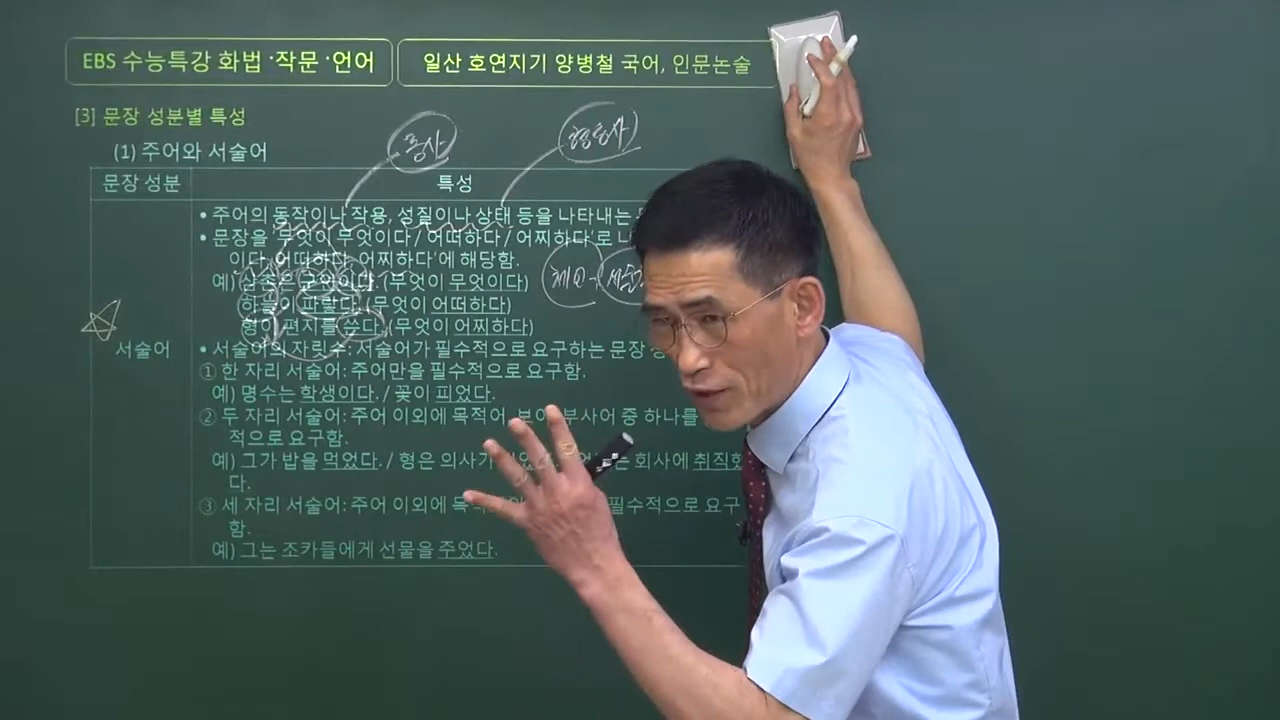 EBS 수능특강 화법 ·작문 ·언어
일산 호연지기 양병철 국어, 인문논술
[3] 문장 성분별 특성
동사
형용사
(1) 주어와 서술어
문장 성분
특성
• 주어의 동작이나 작용, 성질이나 상태 등을 나타내는
• 문장을 '무엇이 무엇이다 / 어떠하다 / 어찌하다'로
이다, 어떠하다, 어찌하다'에 해당함.
체언
예) 삼촌은 군인이다. (무엇이 무엇이다)
하늘이 파랗다. (무엇이 어떠하다)
형이 편지를 쓴다. (무엇이 어찌하다)
서술어
• 서술어의 자릿수: 서술어가 필수적으로 요구하는 문장
① 한 자리 서술어: 주어만을 필수적으로 요구함.
예) 명수는 학생이다. / 꽃이 피었다.
② 두 자리 서술어: 주어 이외에 목적어, 보어, 부사어 중 하나를
적으로 요구함.
예) 그가 밥을 먹었다. / 형은 의사가 회사에 취직했
다.
③ 세 자리 서술어: 주어 이외에 필수적으로 요구
함.
예) 그는 조카들에게 선물을 주었다.